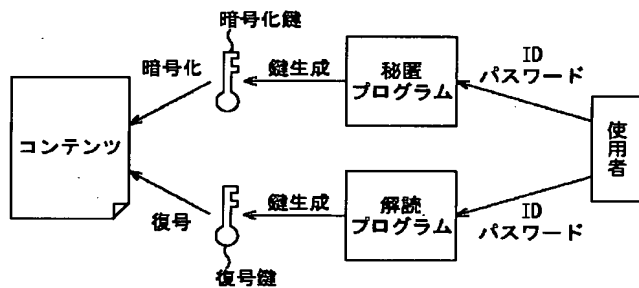 暗号化鍵
暗号化
鍵生成
秘匿
プログラム
ID
パスワード
コンテンツ
使用者
復号
鍵生成
解読
プログラム
ID
パスワード
復号鍵